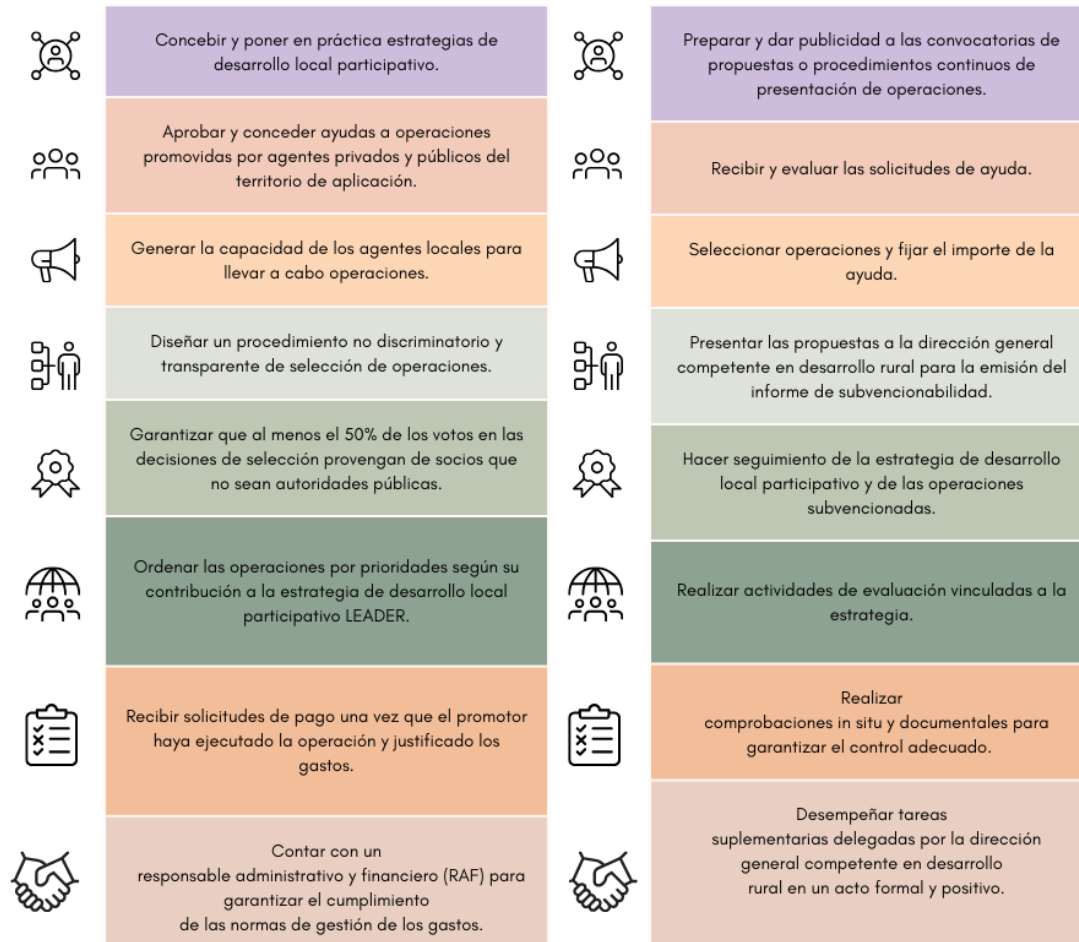 Concebir y poner en práctica estrategias de
desarrollo local participativo.
Aprobar y conceder ayudas a operaciones
promovidas por agentes privados y públicos del
territorio de aplicación.
Generar la capacidad de los agentes locales para
llevar a cabo operaciones.
Diseñar un procedimiento no discriminatorio y
transparente de selección de operaciones.
Garantizar que al menos el 50% de los votos en las
decisiones de selección provengan de socios que
no sean autoridades públicas.
Ordenar las operaciones por prioridades según su
contribución a la estrategia de desarrollo local
participativo LEADER.
Recibir solicitudes de pago una vez que el promotor
haya ejecutado la operación y justificado los
gastos.
Contar con un
responsable administrativo y financiero (RAF) para
garantizar el cumplimiento
de las normas de gestión de los gastos.
Preparar y dar publicidad a las convocatorias de
propuestas o procedimientos continuos de
presentación de operaciones.
Recibir y evaluar las solicitudes de ayuda.
Seleccionar operaciones y fijar el importe de la
ayuda.
Presentar las propuestas a la dirección general
competente en desarrollo rural para la emisión del
informe de subvencionabilidad.
Hacer seguimiento de la estrategia de desarrollo
local participativo y de las operaciones
subvencionadas.
Realizar actividades de evaluación vinculadas a la
estrategia.
Realizar
comprobaciones in situ y documentales para
garantizar el control adecuado.
Desempeñar tareas
suplementarias delegadas por la dirección
general competente en desarrollo
rural en un acto formal y positivo.